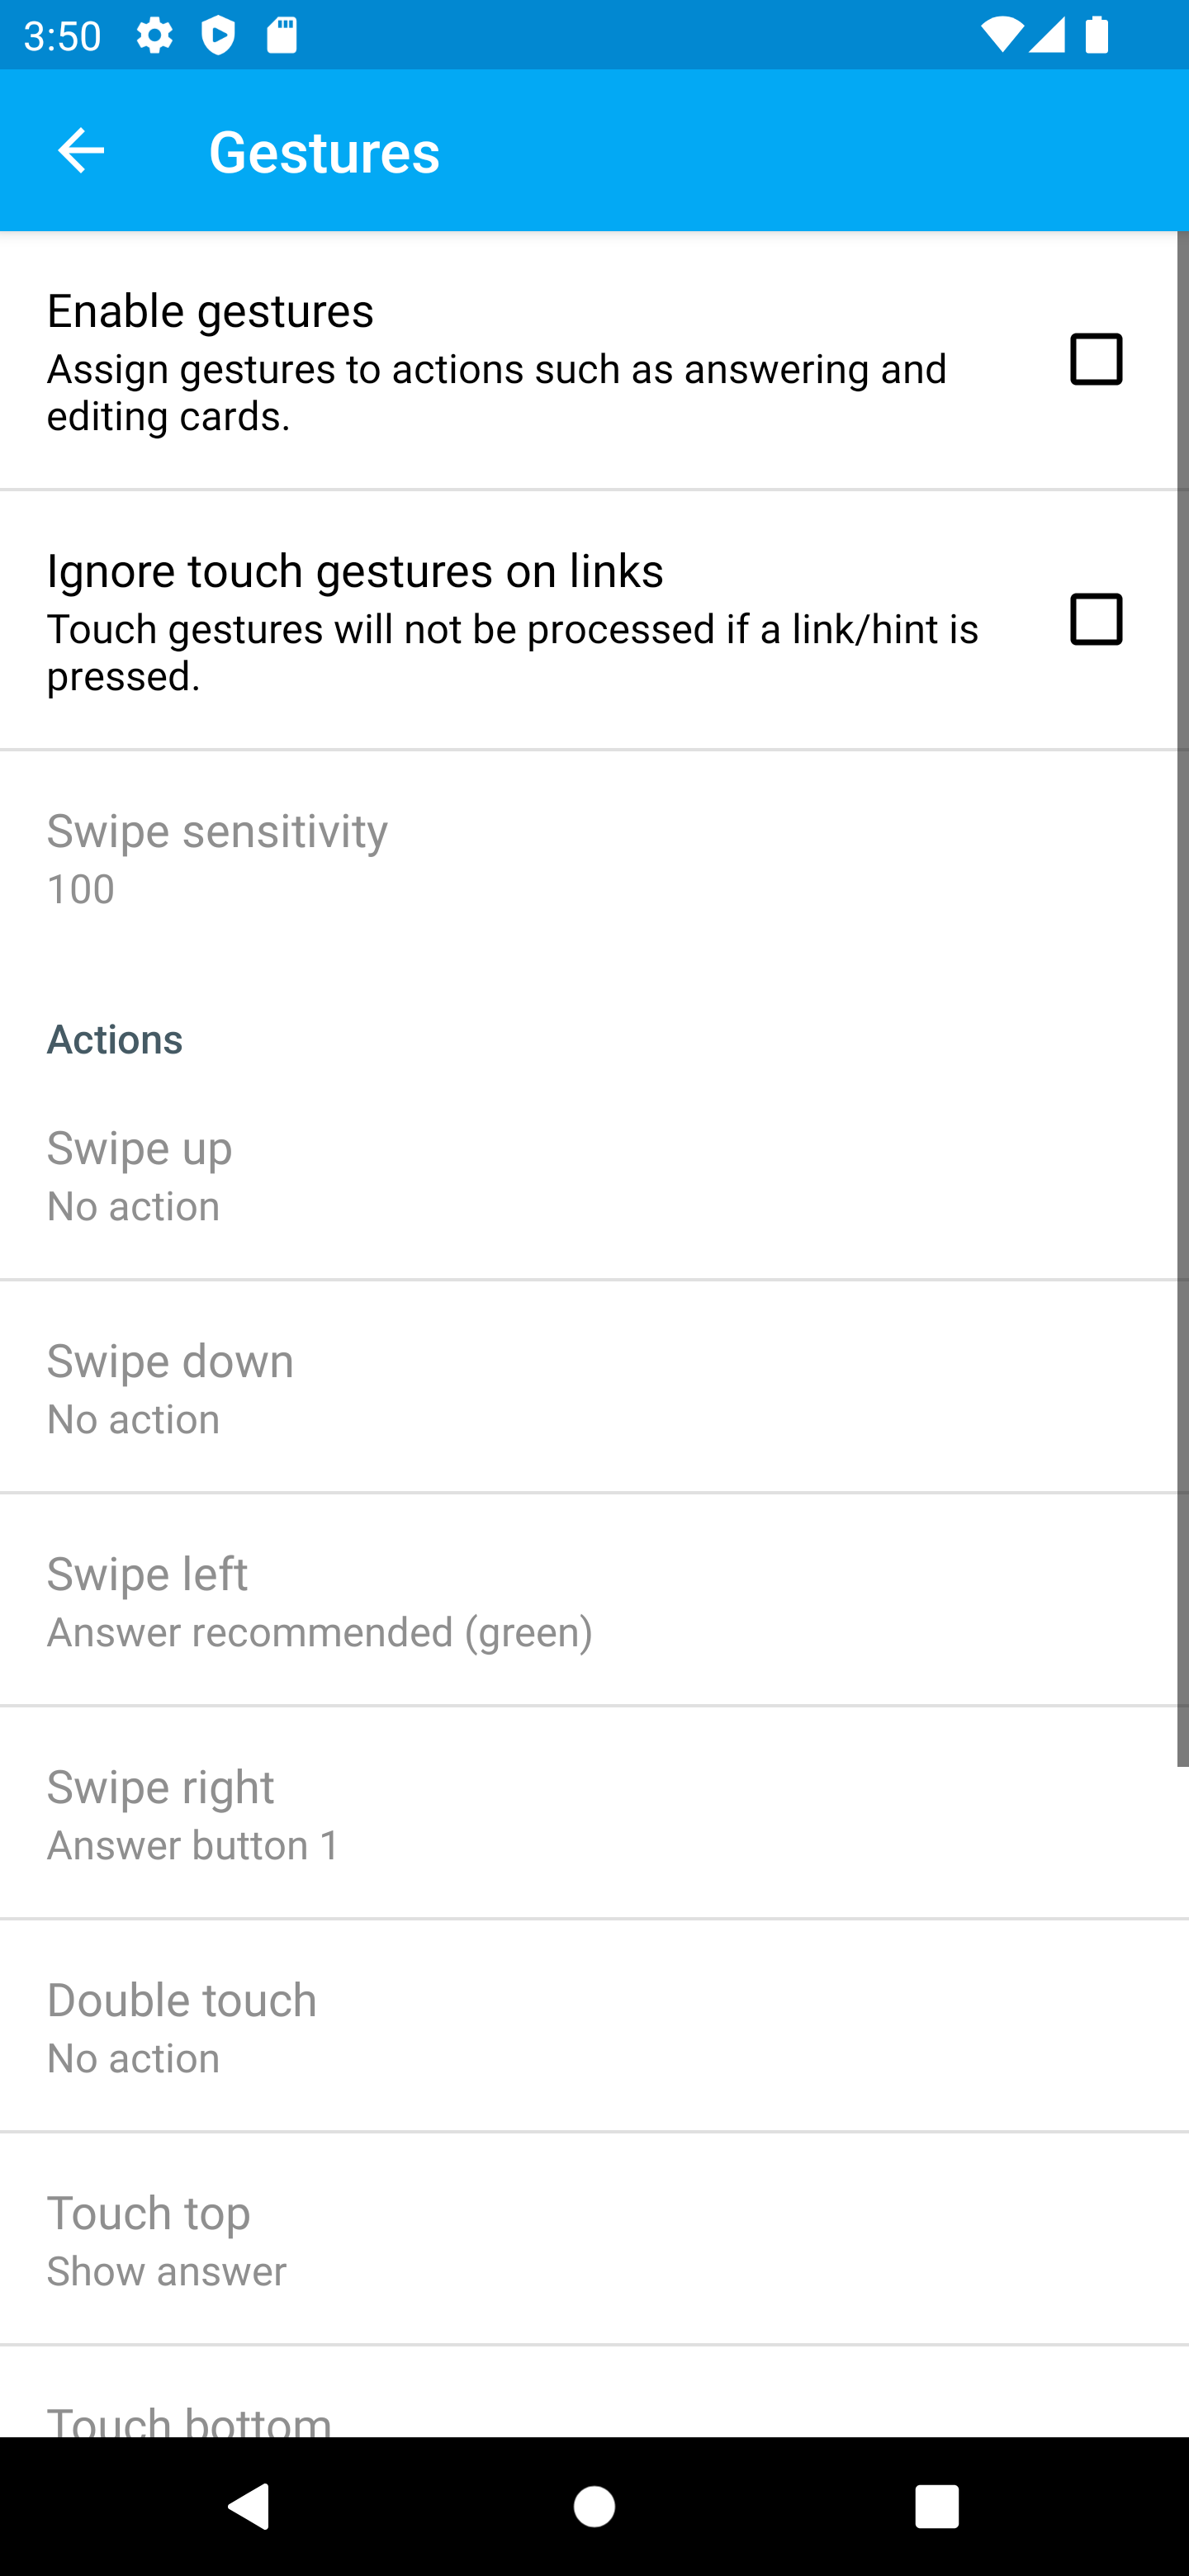 3:50
Gestures
Enable gestures
Assign gestures to actions such as answering and
editing cards.
Ignore touch gestures on links
Touch gestures will not be processed if a link/hint is
pressed.
Swipe sensitivity
100
Actions
Swipe up
No action
Swipe down
No action
Swipe left
Answer recommended (green)
Swipe right
Answer button 1
Double touch
No action
Touch top
Show answer
Touch bottom